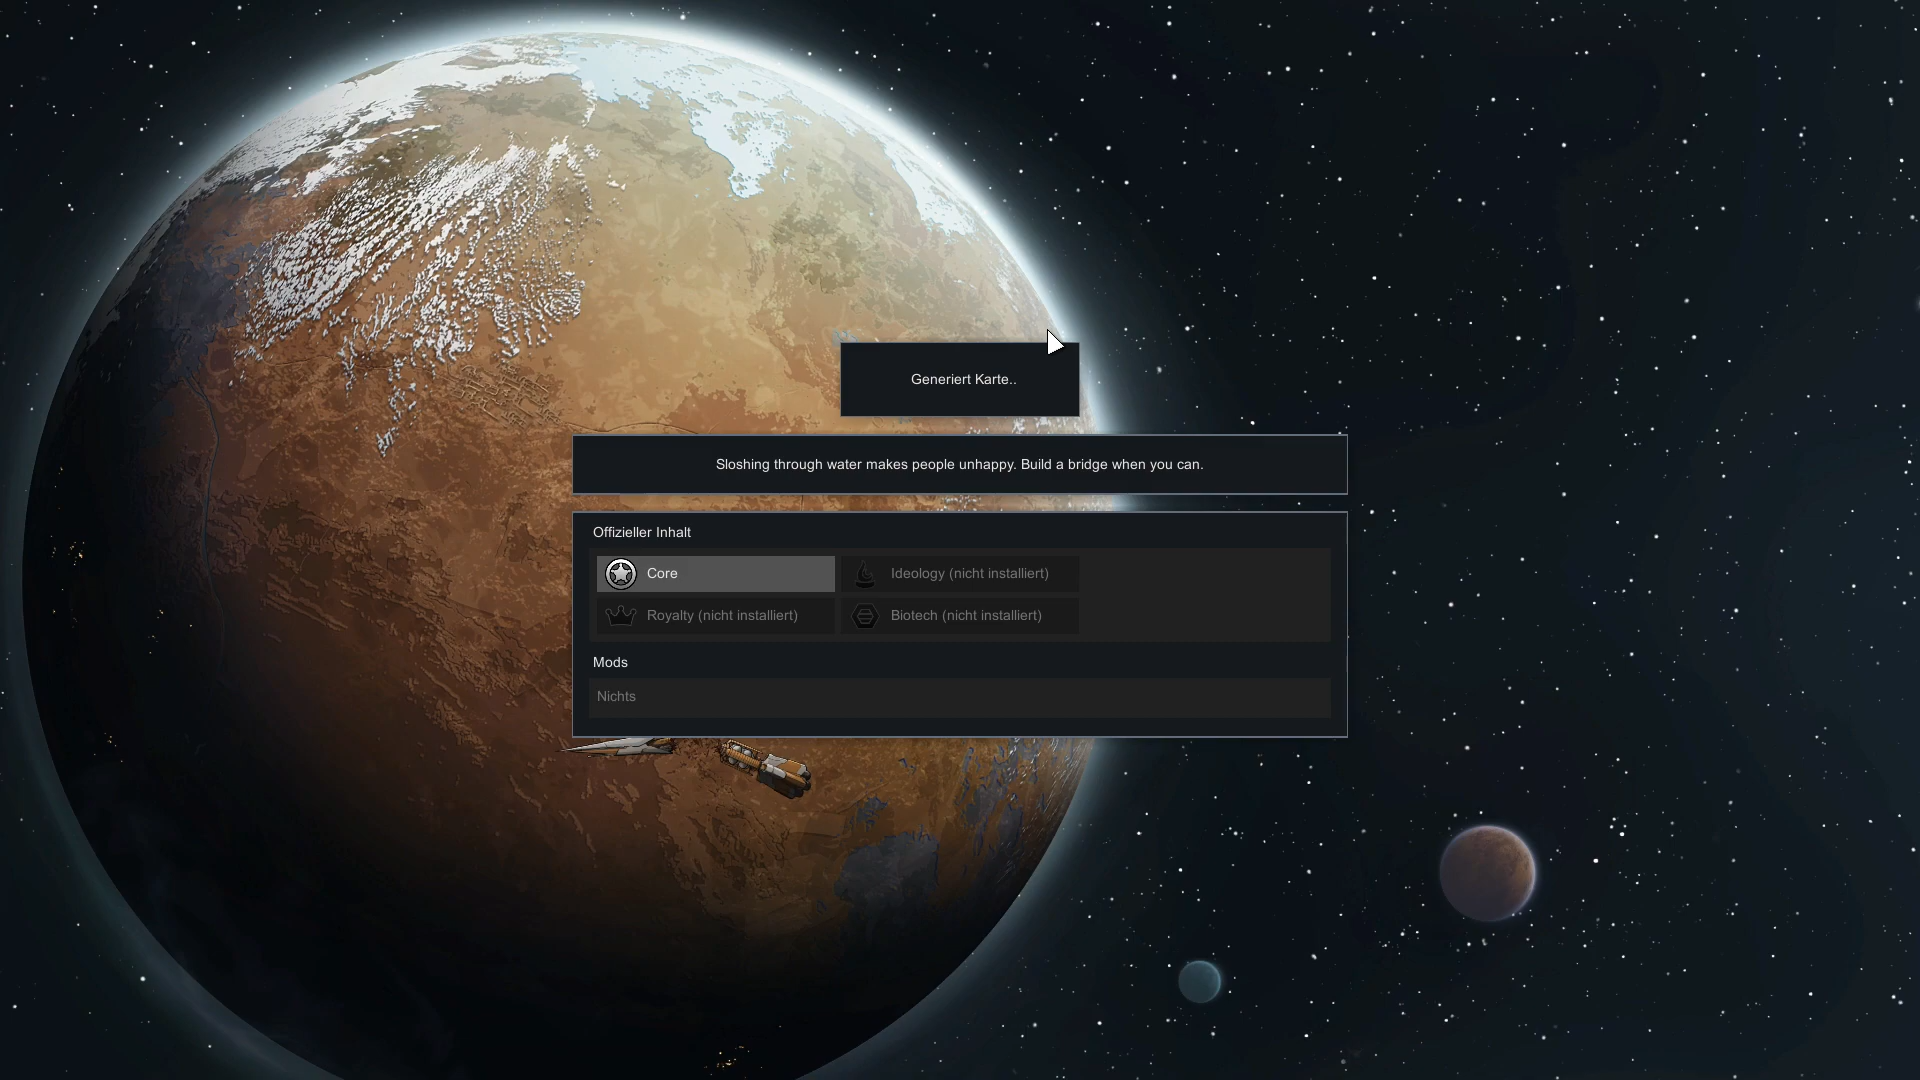 Generiert Karte..
Sloshing through water makes people unhappy. Build a bridge when you can.
Offizieller Inhalt
Core
Ideology (nicht installiert)
Royalty (nicht installiert)
Biotech (nicht installiert)
Mods
Nichts